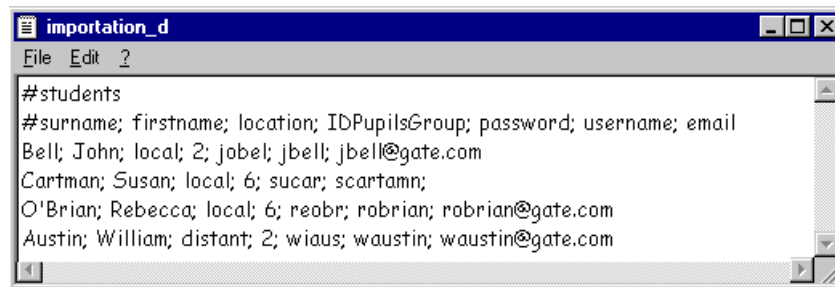 importation_d
File Edit ?
#students
#surname; firstname; location; IDPupilsGroup; password; username; email
Bell; John; local; 2; jobel; jbell; jbell@gate.com
Cartman; Susan; local; 6; sucar; scartamn;
O'Brian; Rebecca; local; 6; reobr; robrian; robrian@gate.com
Austin; William; distant; 2; wiaus; waustin; waustin@gate.com